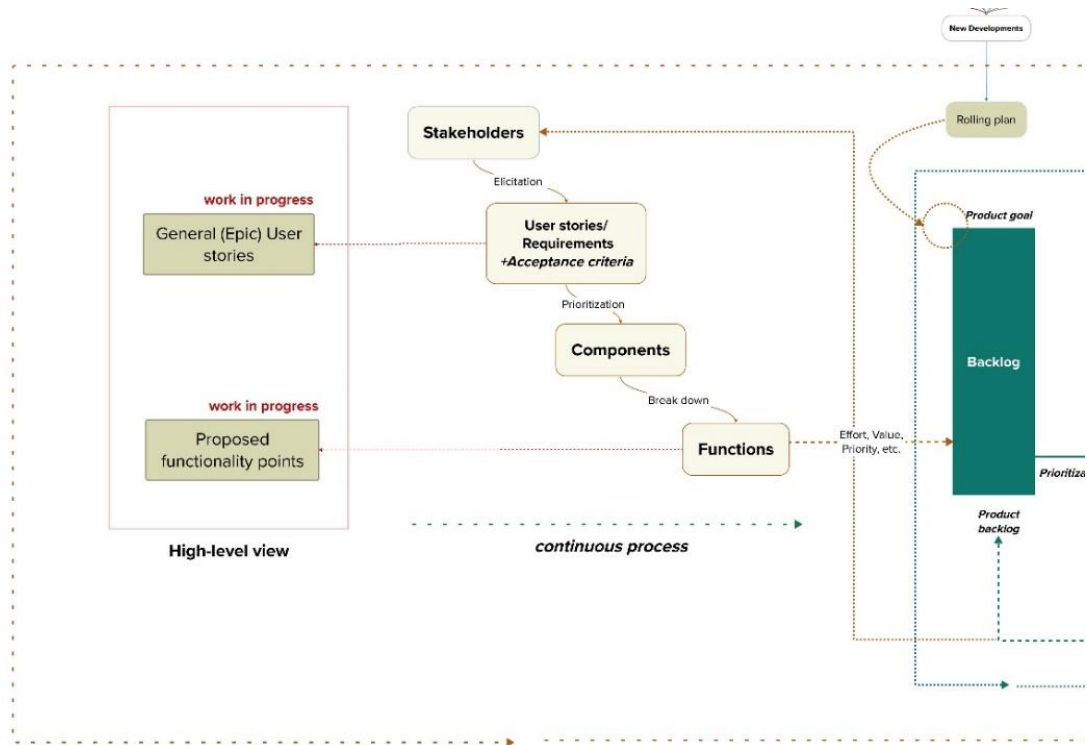 New Developments
Rolling plan
Stakeholders
Elicitation
work in progress
General (Epic) User
stories
User stories/
Requirements
+Acceptance criteria
Product goal
Prioritization
Components
Backlog
Break down
work in progress
Proposed
functionality points
Functions
Effort, Value,
Priority, etc.
Prioritiza
Product
backlog
High-level view
continuous process